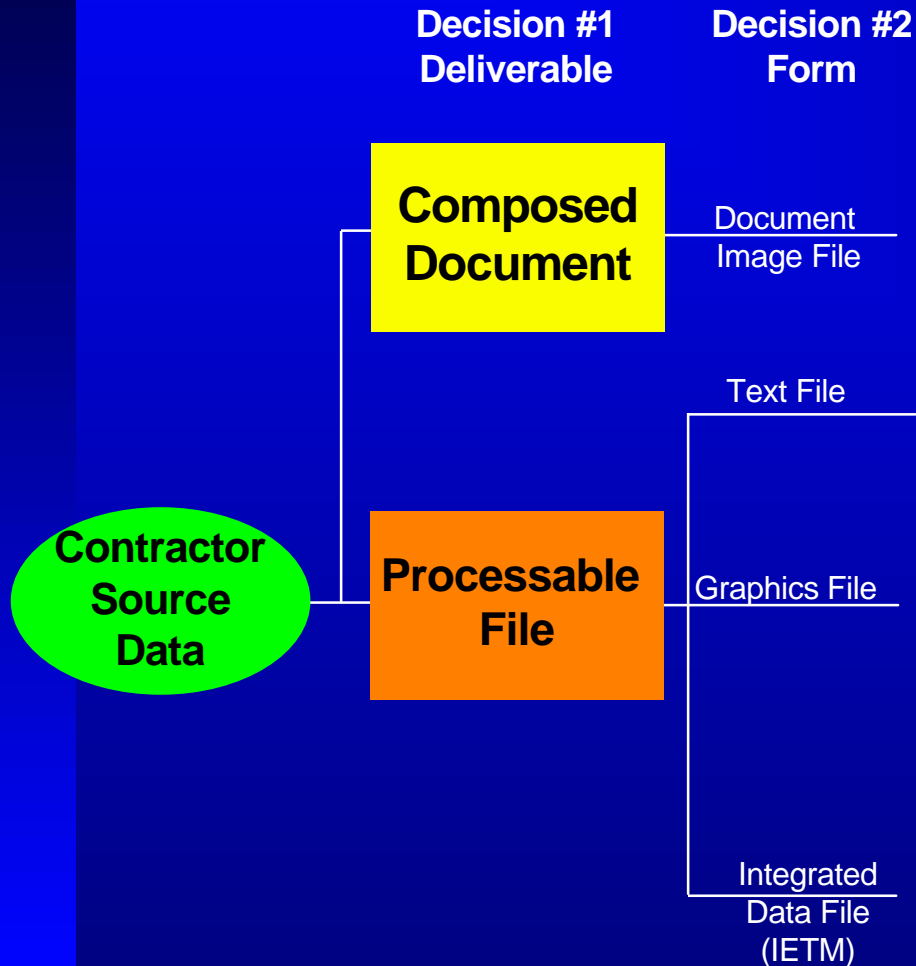 Decision #1
Deliverable
Decision #2
Form
Composed
Document
Document
Image File
Text File
Contractor
Source
Data
Processable
File
Graphics File
Integrated
Data File
(IETM)